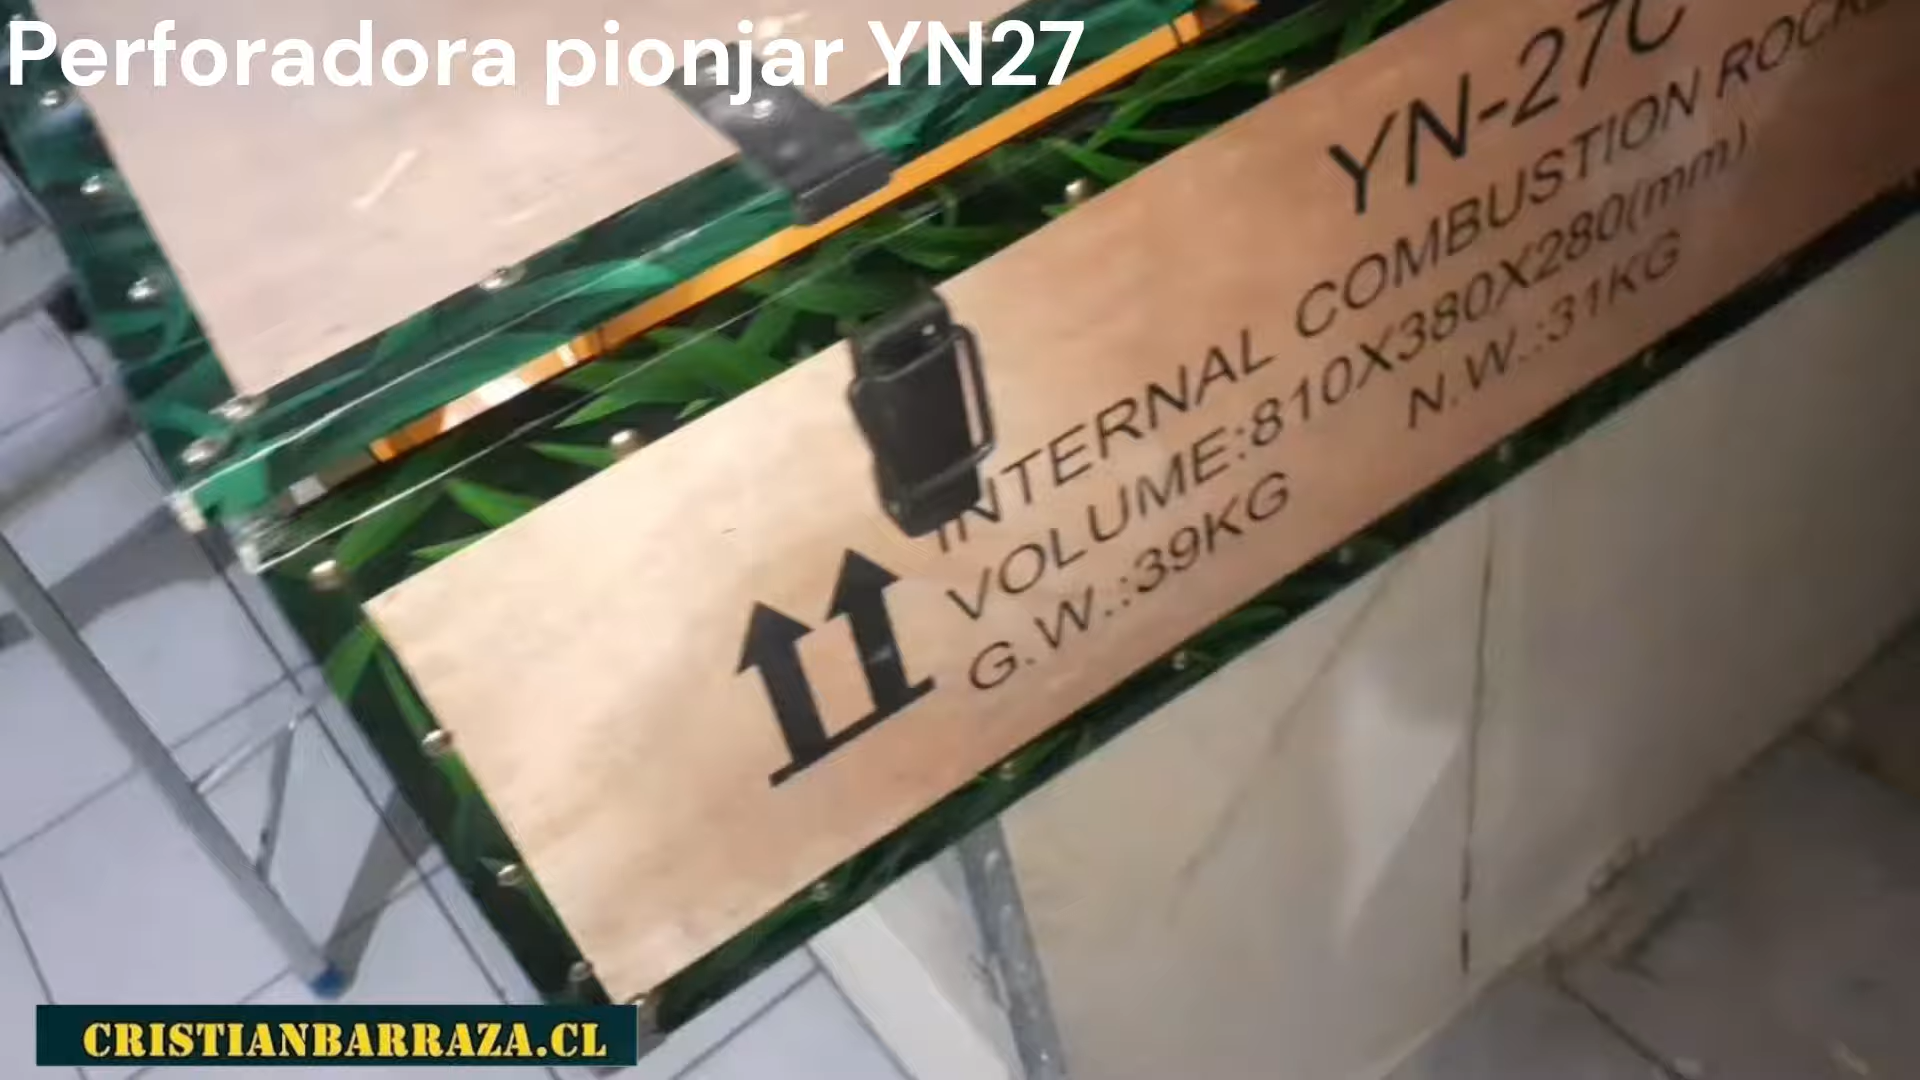 Perforadora pionjar YN27
YN-27C
INTERNAL COMBUSTION ROCK
VOLUME:810X380X280(mm)
G.W.:39KG N.W.:31KG
CRISTIANBARRAZA.CL